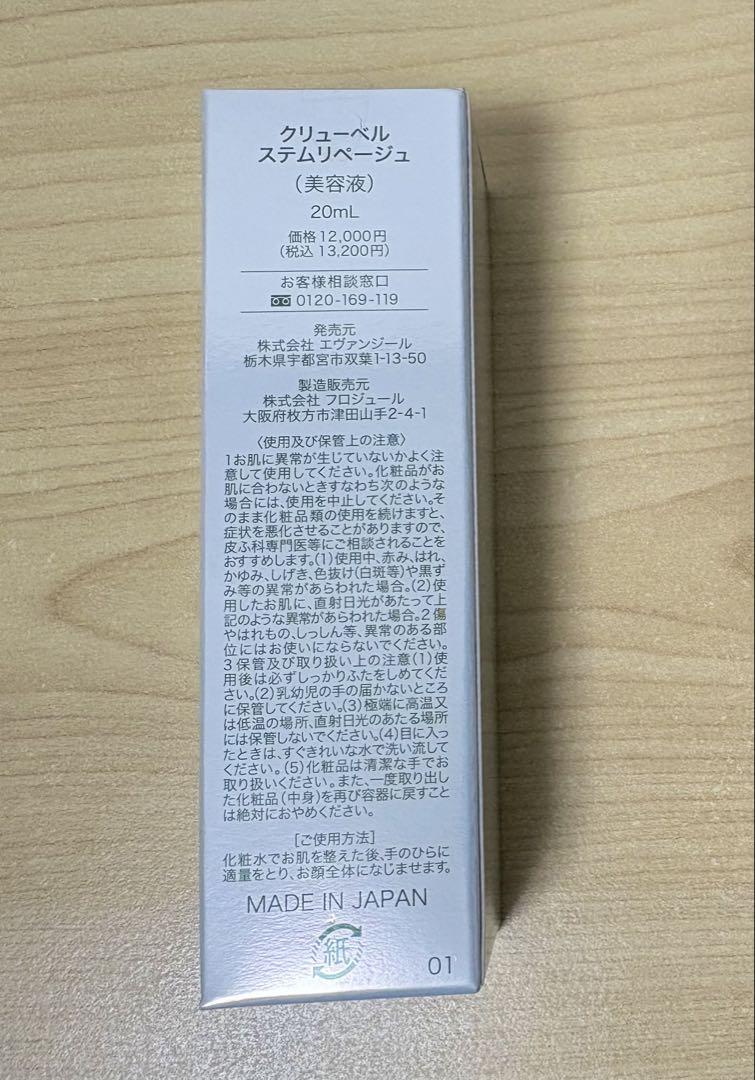 クリューベル
ステムリページュ
(美容液)
20mL
価格12,000円
(税込 13,200円)
お客様相談窓口
0120-169-119
発売元
株式会社 エヴァンジール
栃木県宇都宮市双葉1-13-50
製造販売元
株式会社 フロジュール
大阪府枚方市津田山手2-4-1
〈使用及び保管上の注意〉
1お肌に異常が生じていないかよく注
意して使用してください。化粧品がお
肌に合わないときすなわち次のような
場合には、使用を中止してください。そ
のまま化粧品類の使用を続けますと、
症状を悪化させることがありますので、
皮ふ科専門医等にご相談されることを
おすすめします。(1)使用中、赤み、はれ、
かゆみ、しげき、色抜け(白斑等)や黒ず
み等の異常があらわれた場合。(2)使
用したお肌に、直射日光があたって上
記のような異常があらわれた場合。2 傷
やはれもの、しっしん等、異常のある部
位にはお使いにならないでください。
3 保管及び取り扱い上の注意(1)使
用後は必ずしっかりふたをしめてくだ
さい。(2)乳幼児の手の届かないところ
に保管してください。(3)極端に高温又
は低温の場所、直射日光のあたる場所
には保管しないでください。(4)目に入っ
たときは、すぐきれいな水で洗い流して
ください。(5)化粧品は清潔な手でお
取り扱いください。また、一度取り出し
た化粧品(中身)を再び容器に戻すこと
は絶対におやめください。
[ご使用方法]
化粧水でお肌を整えた後、手のひらに
適量をとり、お顔全体になじませます。
MADE IN JAPAN
紙
01